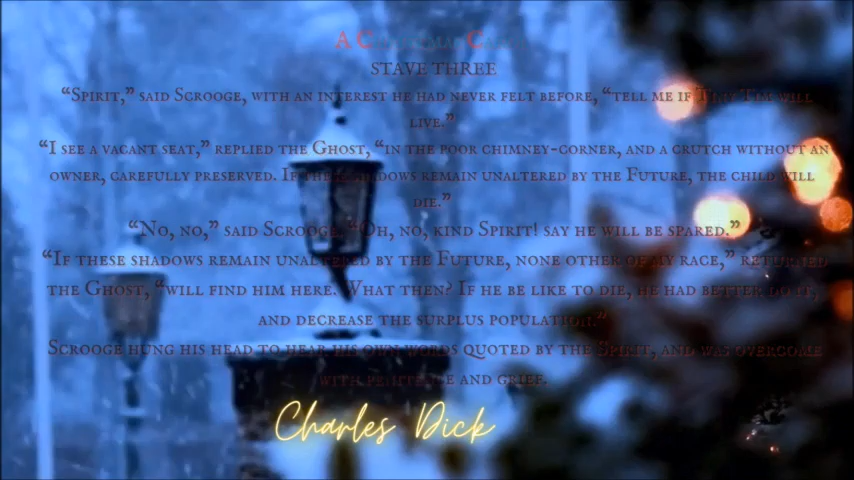 A Christmas Carol
STAVE THREE
“Spirit,” said Scrooge, with an interest he had never felt before, “tell me if Tiny Tim will
live.”
“I see a vacant seat,” replied the Ghost, “in the poor chimney-corner, and a crutch without an
owner, carefully preserved. If these shadows remain unaltered by the Future, the child will
die.”
“No, no,” said Scrooge. “Oh, no, kind Spirit! say he will be spared.”
“If these shadows remain unaltered by the Future, none other of my race,” returned
the Ghost, “will find him here. What then? If he be like to die, he had better do it,
and decrease the surplus population.”
Scrooge hung his head to hear his own words quoted by the Spirit, and was overcome
with penitence and grief.
Charles Dick